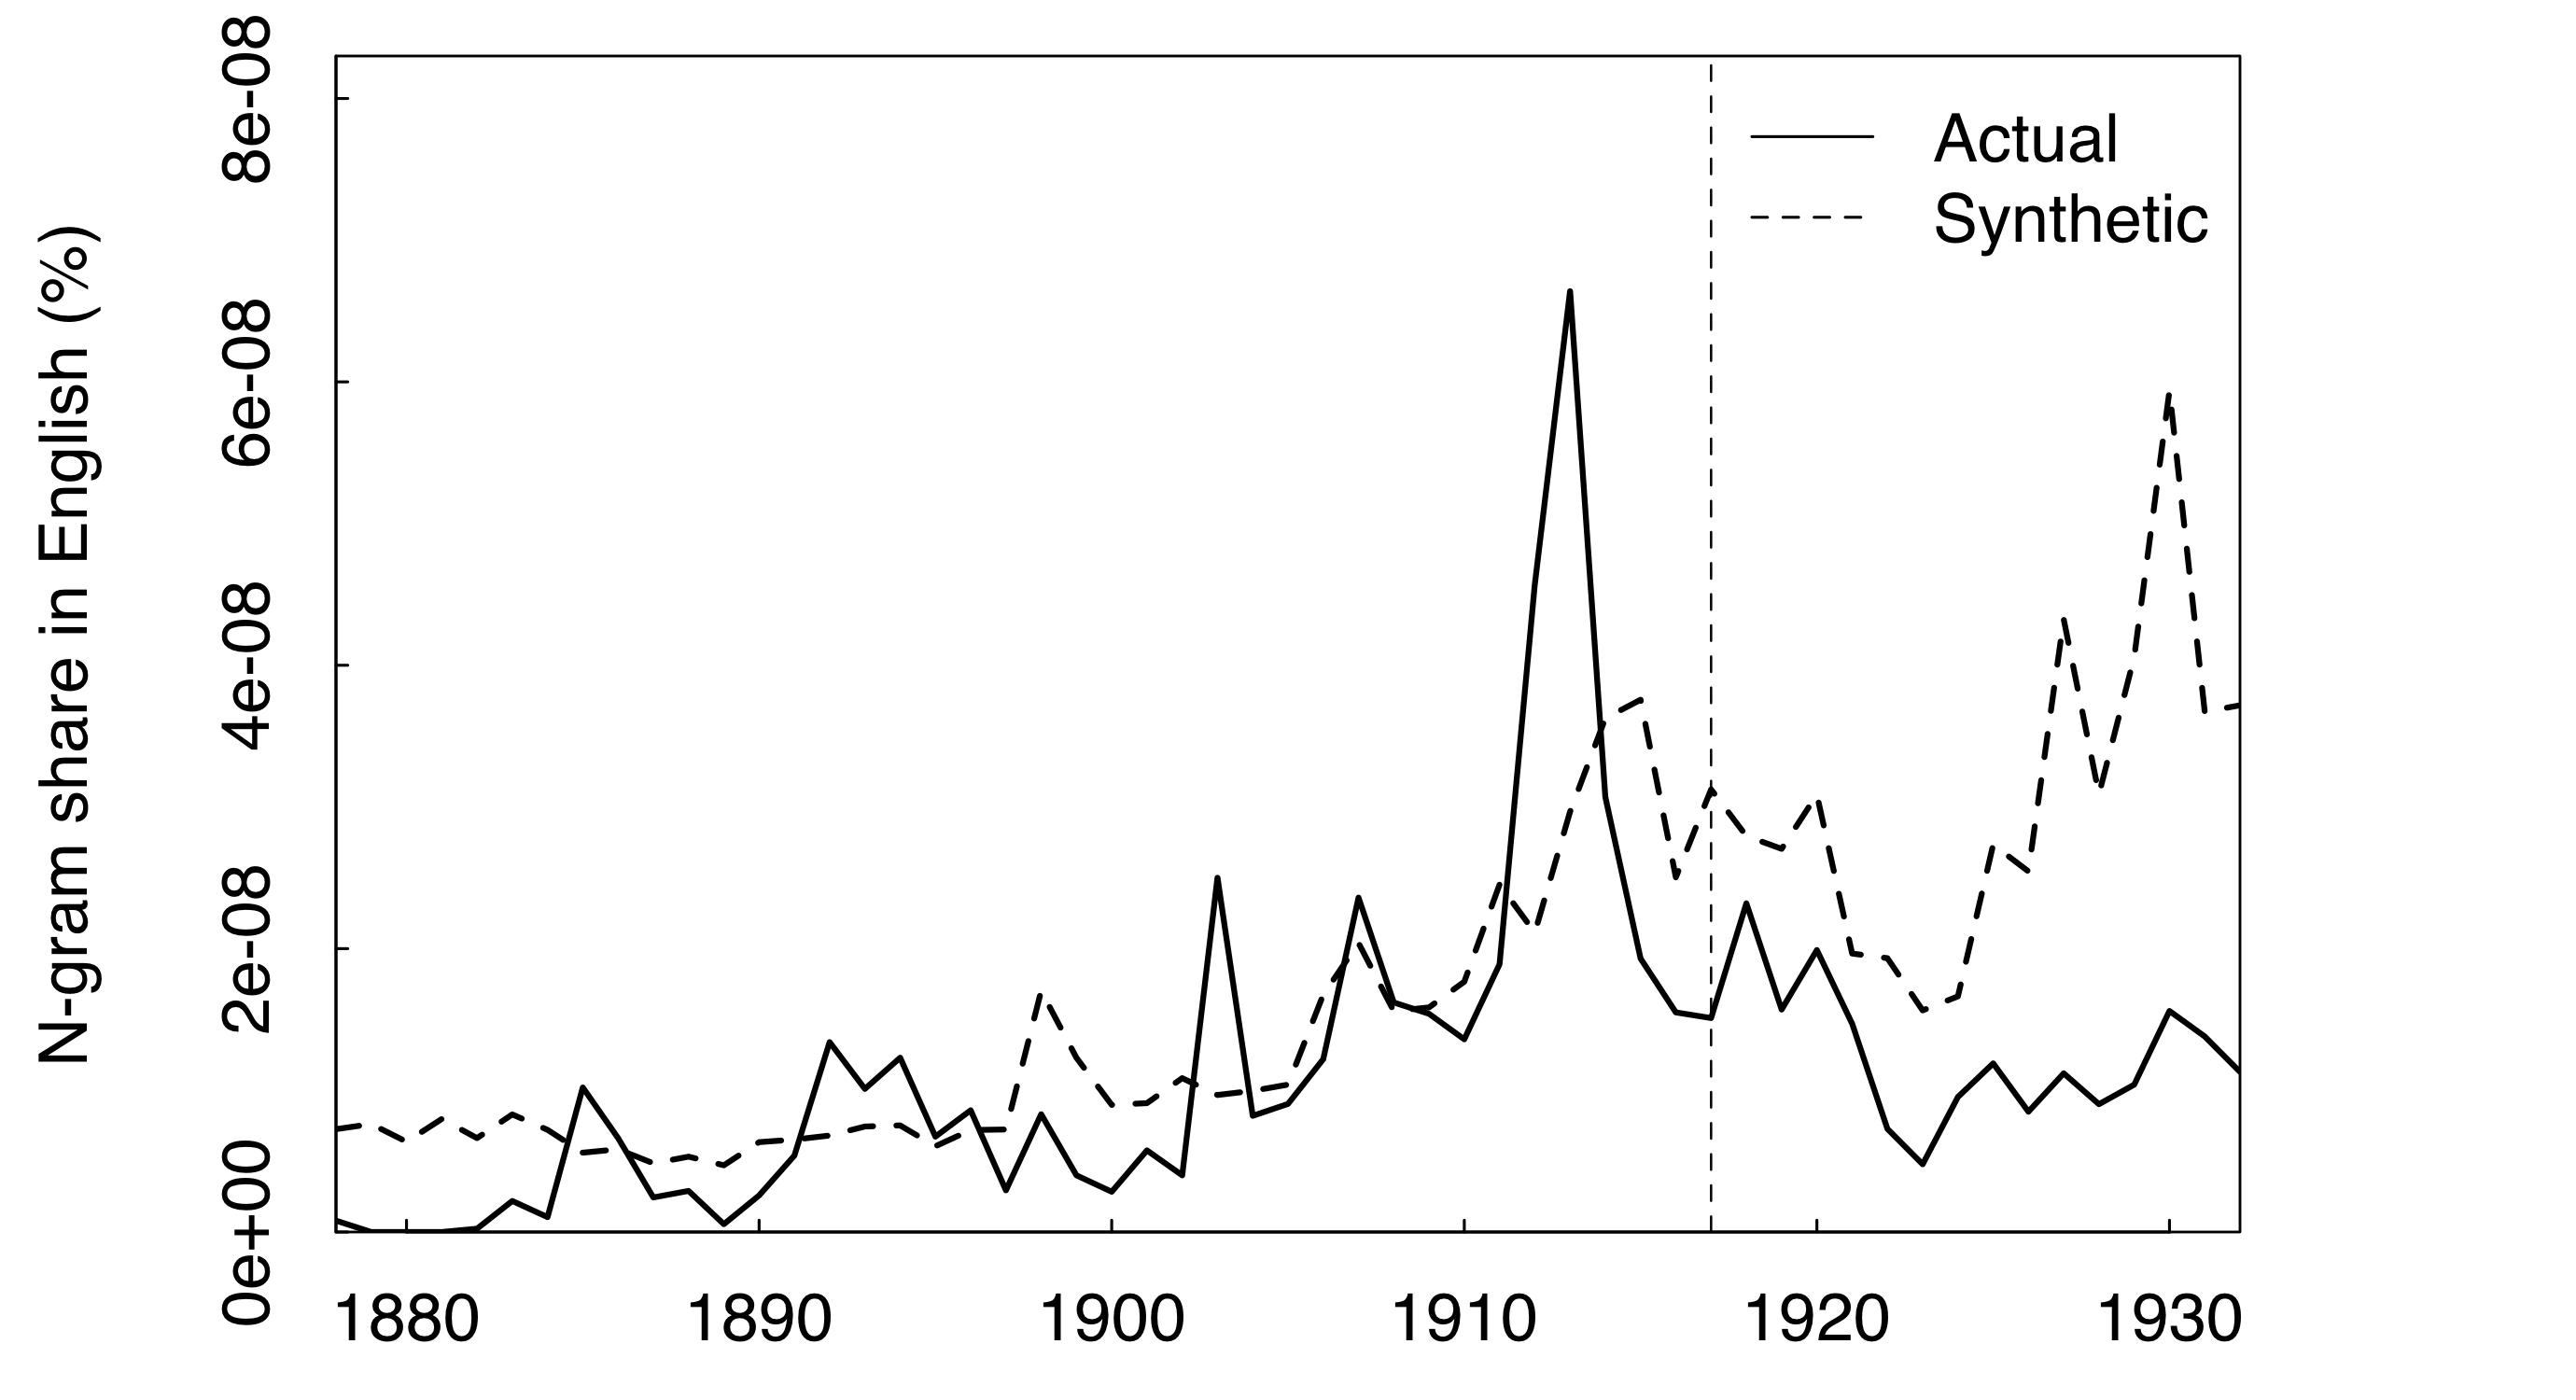 N-gram share in English (%)
8e-08
6e-08
4e-08
2e-08
0e+00
Actual
Synthetic
1880 1890 1900 1910 1920 1930